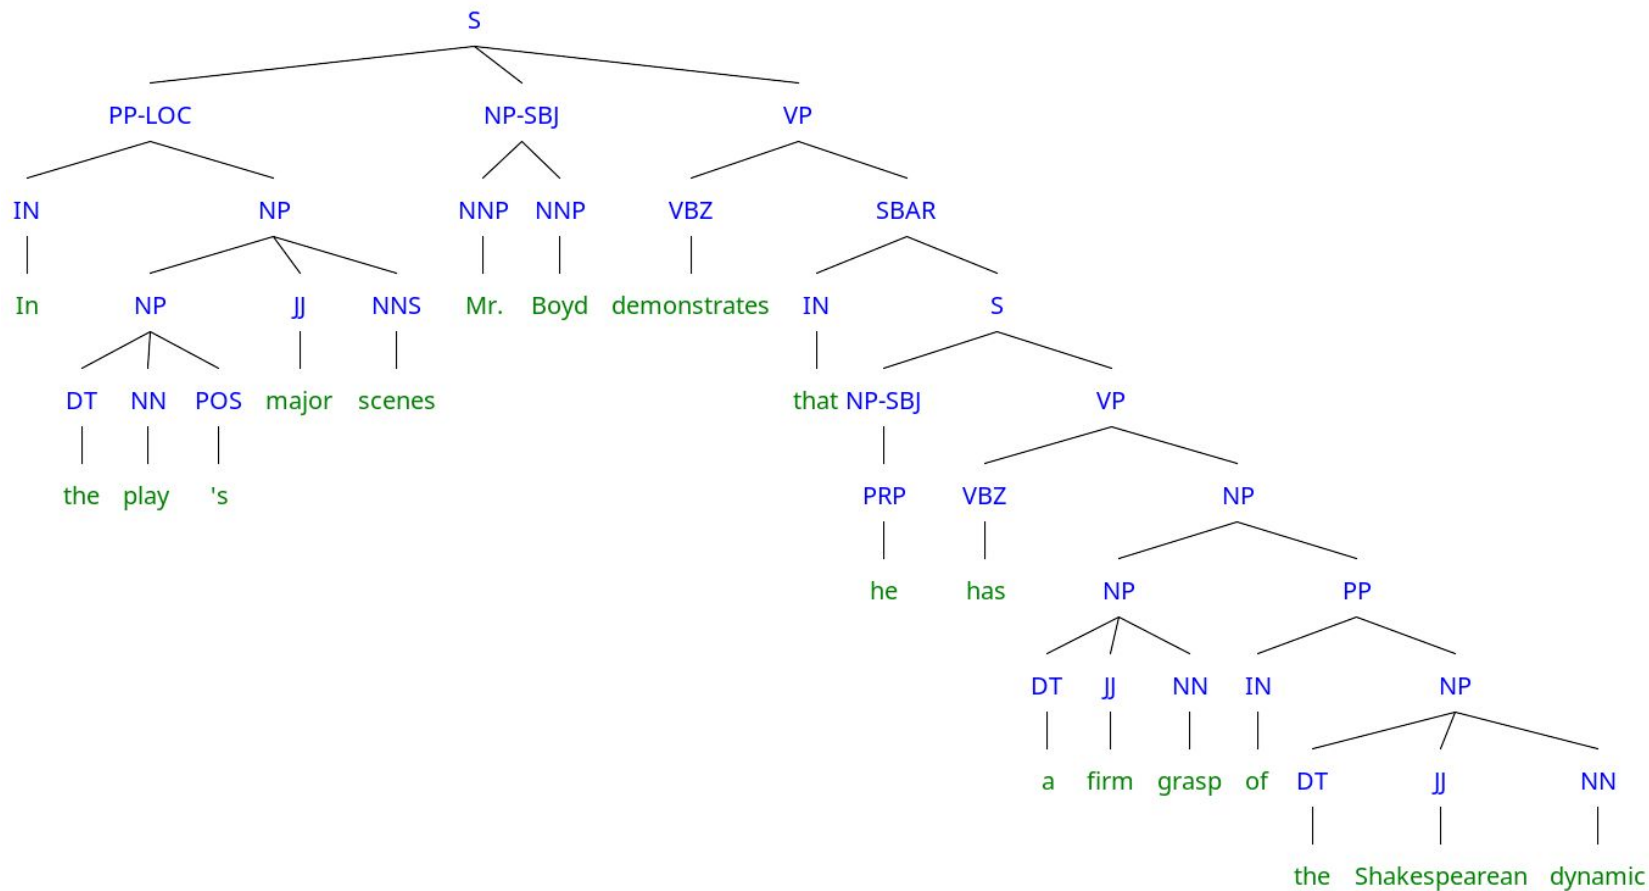 S
PP-LOC NP-SBJ VP
IN NP NNP NNP VBZ SBAR
In NP JJ NNS Mr. Boyd demonstrates IN S
DT NN POS major scenes that NP-SBJ VP
the play 's PRP VBZ NP
he has NP PP
DT JJ NN IN NP
a firm grasp of DT JJ NN
the Shakespearean dynamic